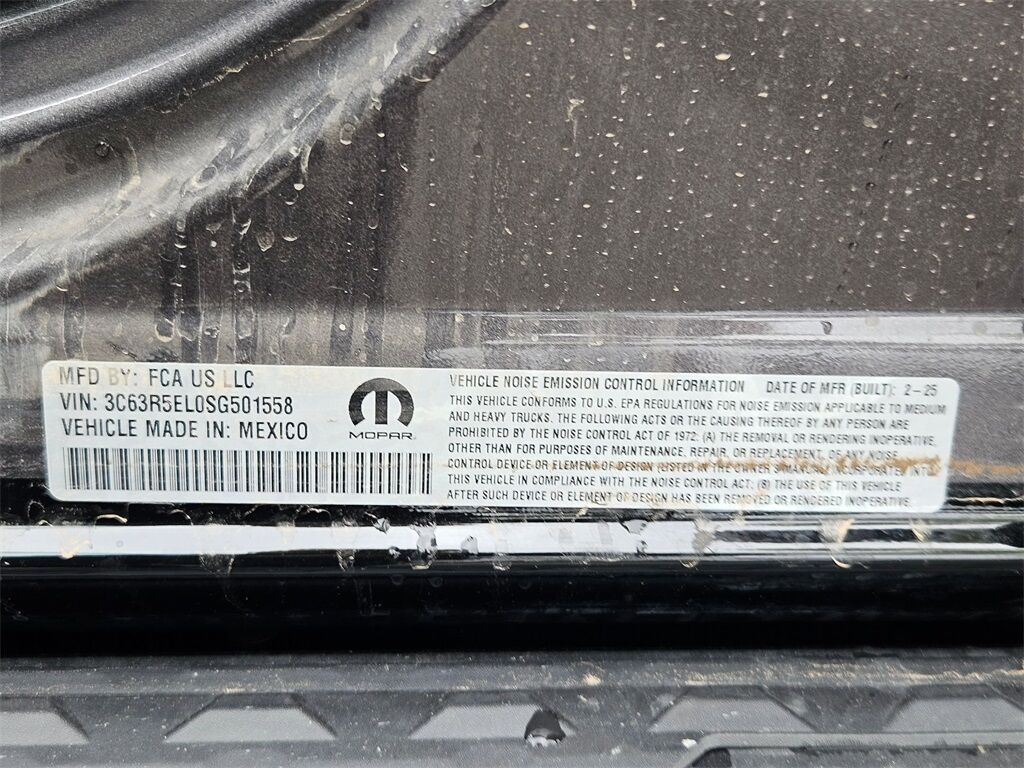 MFD BY: FCA US LLC
VIN: 3C63R5EL0SG501558
VEHICLE MADE IN: MEXICO
MOPAR
VEHICLE NOISE EMISSION CONTROL INFORMATION DATE OF MFR (BUILT): 2-25
THIS VEHICLE CONFORMS TO U.S. EPA REGULATIONS FOR NOISE EMISSION APPLICABLE TO MEDIUM
AND HEAVY TRUCKS. THE FOLLOWING ACTS OR THE CAUSING THEREOF BY ANY PERSON ARE
PROHIBITED BY THE NOISE CONTROL ACT OF 1972: (A) THE REMOVAL OR RENDERING INOPERATIVE,
OTHER THAN FOR PURPOSES OF MAINTENANCE, REPAIR, OR REPLACEMENT, OF ANY NOISE
CONTROL DEVICE OR ELEMENT OF DESIGN (LISTED IN THE OWNER
THIS VEHICLE IN COMPLIANCE WITH THE NOISE CONTROL ACT; (B) THE USE OF THIS VEHICLE
AFTER SUCH DEVICE OR ELEMENT OF DESIGN HAS BEEN REMOVED OR RENDERED INOPERATIVE.